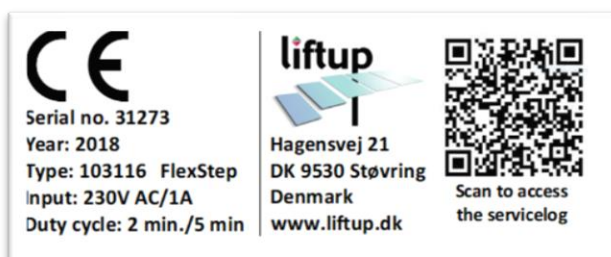 CE
Serial no. 31273
Year: 2018
Type: 103116 FlexStep
Input: 230V AC/1A
Duty cycle: 2 min./5 min
liftup
Hagensvej 21
DK 9530 Støvring
Denmark
www.liftup.dk
Scan to access
the servicelog